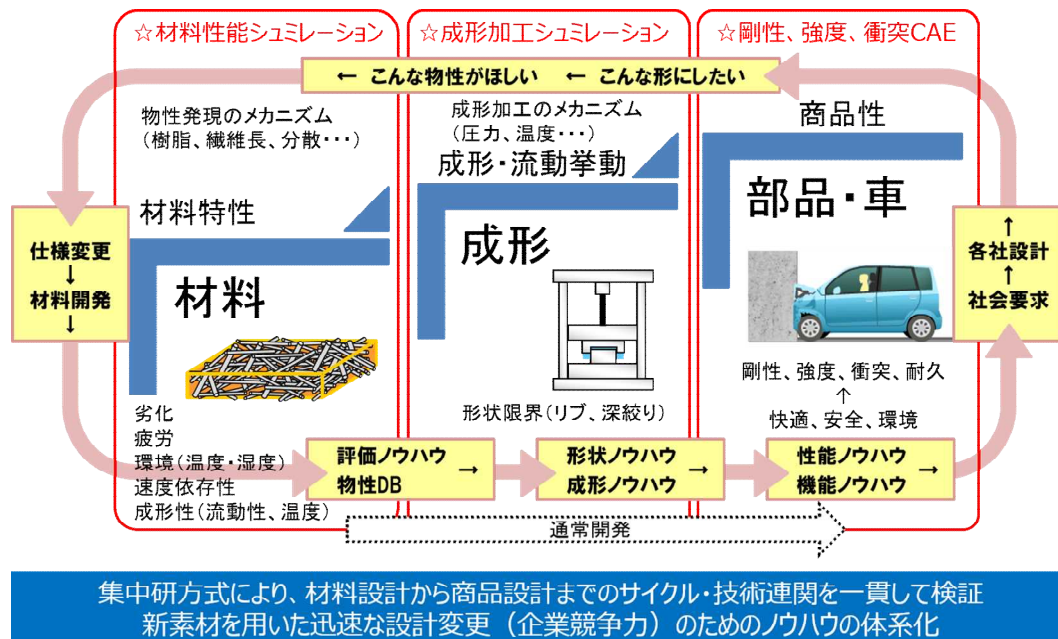 ☆材料性能シュミレーション
☆成形加工シュミレーション
☆剛性、強度、衝突CAE
← こんな物性がほしい ← こんな形にしたい
物性発現のメカニズム
(樹脂、繊維長、分散・・・)
材料特性
材料
劣化
疲労
環境(温度・湿度)
速度依存性
成形性(流動性、温度)
仕様変更
↓
材料開発
↓
成形加工のメカニズム
(圧力、温度・・・)
成形・流動挙動
成形
形状限界(リブ、深絞り)
商品性
部品・車
剛性、強度、衝突、耐久
↑
快適、安全、環境
↑
各社設計
↑
社会要求
評価ノウハウ →
物性DB
形状ノウハウ →
成形ノウハウ
性能ノウハウ →
機能ノウハウ
通常開発
集中研方式により、材料設計から商品設計までのサイクル・技術連関を一貫して検証
新素材を用いた迅速な設計変更（企業競争力）のためのノウハウの体系化